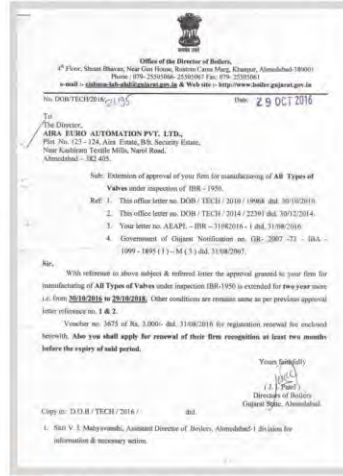 Office of the Director of Boilers,
4th Floor, Shram Bhavan, Near Gun House, Rustom Cama Marg, Khanpur, Ahmedabad-380001
Phone : 079- 25505066- 25505067 Fax: 079- 25505061
Web site :- http://www.boiler.gujarat.gov.in
No. DOB/TECH/2016/
Date: 29 OCT 2016
To
The Director,
AIRA EURO AUTOMATION PVT. LTD.,
Plot. No. 123 - 124, Aira Estate, B/h. Security Estate,
Near Kashiram Textile Mills, Narol Road,
Ahmedabad – 382 405.
Sub: Extension of approval of your firm for manufacturing of All Types of
Valves under inspection of IBR - 1950.
Ref: 1. This office letter no. DOB / TECH / 2010 / 19968 dtd. 30/10/2010.
2. This office letter no. DOB / TECH / 2014 / 22391 dtd. 30/12/2014.
3. Your letter no. AEAPL – IBR – 31082016 - 1 dtd. 31/08/2016
4. Government of Gujarat Notification no. GR- 2007 -73 - IBA -
1099 - 1895 (1) – M (5) dtd. 31/08/2007.
Sir,
With reference to above subject & referred letter the approval granted to your firm for
manufacturing of All Types of Valves under inspection IBR-1950 is extended for two year more
i.e. from 30/10/2016 to 29/10/2018. Other conditions are remains same as per previous approval
letter reference no. 1 & 2.
Voucher no. 3675 of Rs. 3,000/- dtd. 31/08/2016 for registration renewal fee enclosed
herewith. Also you shall apply for renewal of their firm recognition at least two months
before the expiry of said period.
Yours faithfully
(J. Patel)
Directors of Boilers
Gujarat State, Ahmedabad.
Copy to: D.O.B / TECH / 2016 / dtd.
1. Shri V. J. Assistant Director of Boilers, Ahmedabad-1 division for
information & necessary action.